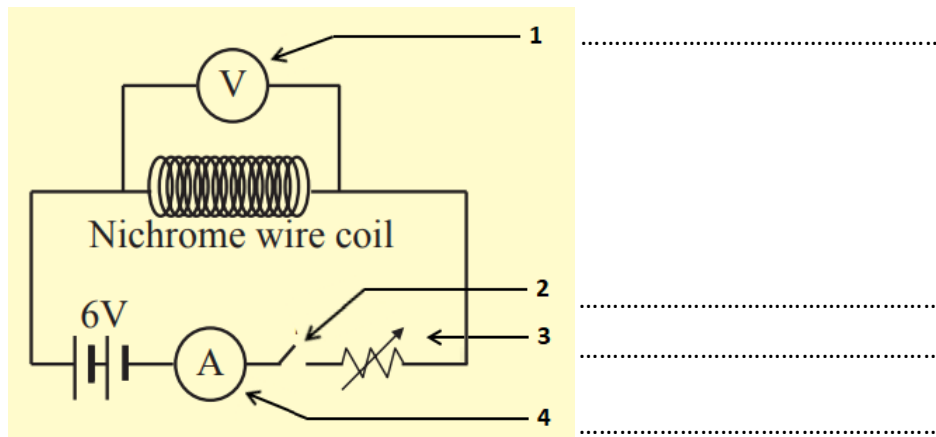 1 ................................................
V
Nichrome wire coil
6V
2 ................................................
3 ................................................
A
4 ................................................